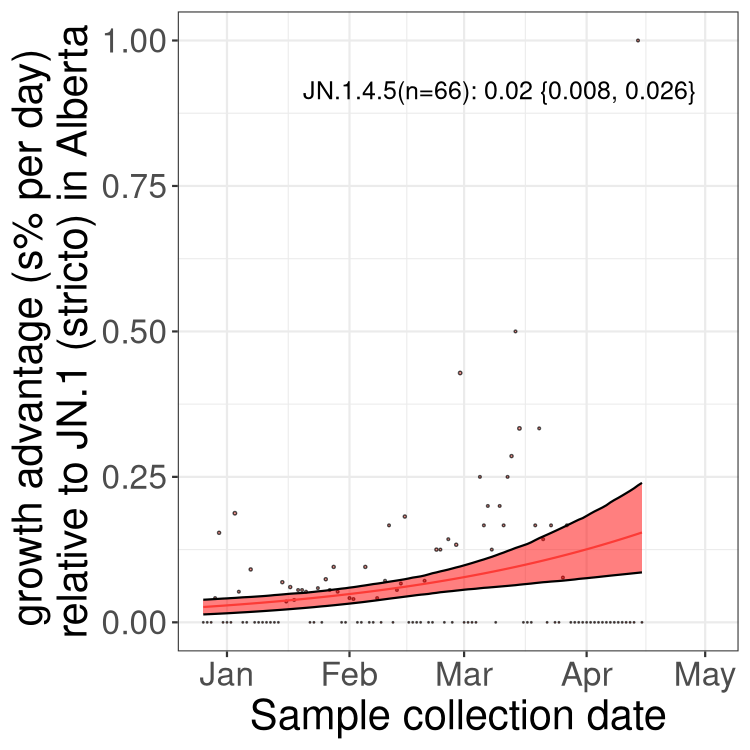 growth advantage (s% per day)
relative to JN.1 (stricto) in Alberta
1.00
0.75
0.50
0.25
0.00
JN.1.4.5(n=66): 0.02 {0.008, 0.026}
Jan Feb Mar Apr May
Sample collection date